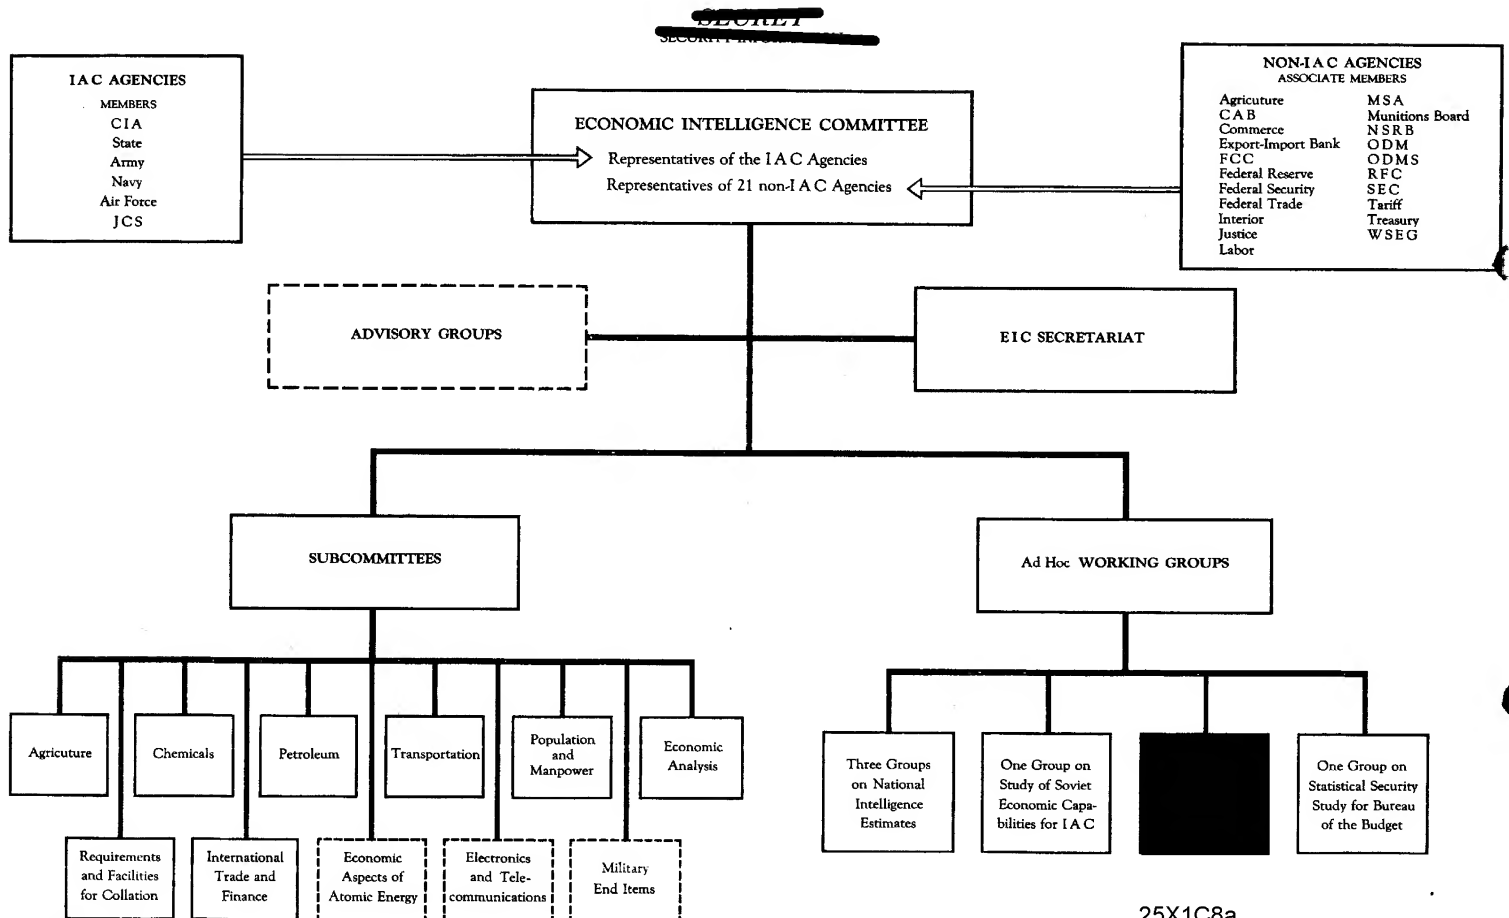 SECRET
SECURITY INFORMATION
IAC AGENCIES
MEMBERS
CIA
State
Army
Navy
Air Force
JCS
ECONOMIC INTELLIGENCE COMMITTEE
Representatives of the IAC Agencies
Representatives of 21 non-IAC Agencies
NON-IAC AGENCIES
ASSOCIATE MEMBERS
Agricuture
CAB
Commerce
Export-Import Bank
FCC
Federal Reserve
Federal Security
Federal Trade
Interior
Justice
Labor
MSA
Munitions Board
NSRB
ODM
ODMS
RFC
SEC
Tariff
Treasury
WSEG
ADVISORY GROUPS
EIC SECRETARIAT
SUBCOMMITTEES
Ad Hoc WORKING GROUPS
Agricuture
Chemicals
Petroleum
Transportation
Population
and
Manpower
Economic
Analysis
Requirements
and Facilities
for Collation
International
Trade and
Finance
Economic
Aspects of
Atomic Energy
Electronics
and Tele-
communications
Military
End Items
Three Groups
on National
Intelligence
Estimates
One Group on
Study of Soviet
Economic Capa-
bilities for IAC
One Group on
Statistical Security
Study for Bureau
of the Budget
25X1C8a